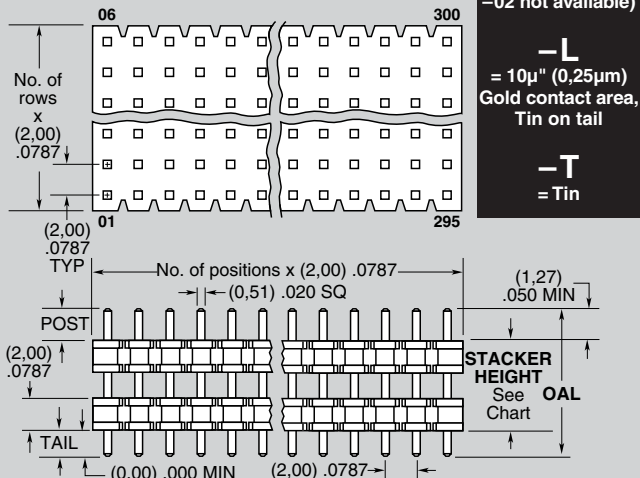 –02 not available)
–L
= 10µ" (0,25µm)
Gold contact area,
Tin on tail
–T
= Tin
06
300
No. of
rows
x
(2,00)
.0787
01
295
(2,00)
.0787
TYP
No. of positions x (2,00) .0787
(0,51) .020 SQ
(1,27)
.050 MIN
POST
(2,00)
.0787
STACKER
HEIGHT
See
Chart
OAL
TAIL
(0,00) .000 MIN
(2,00) .0787